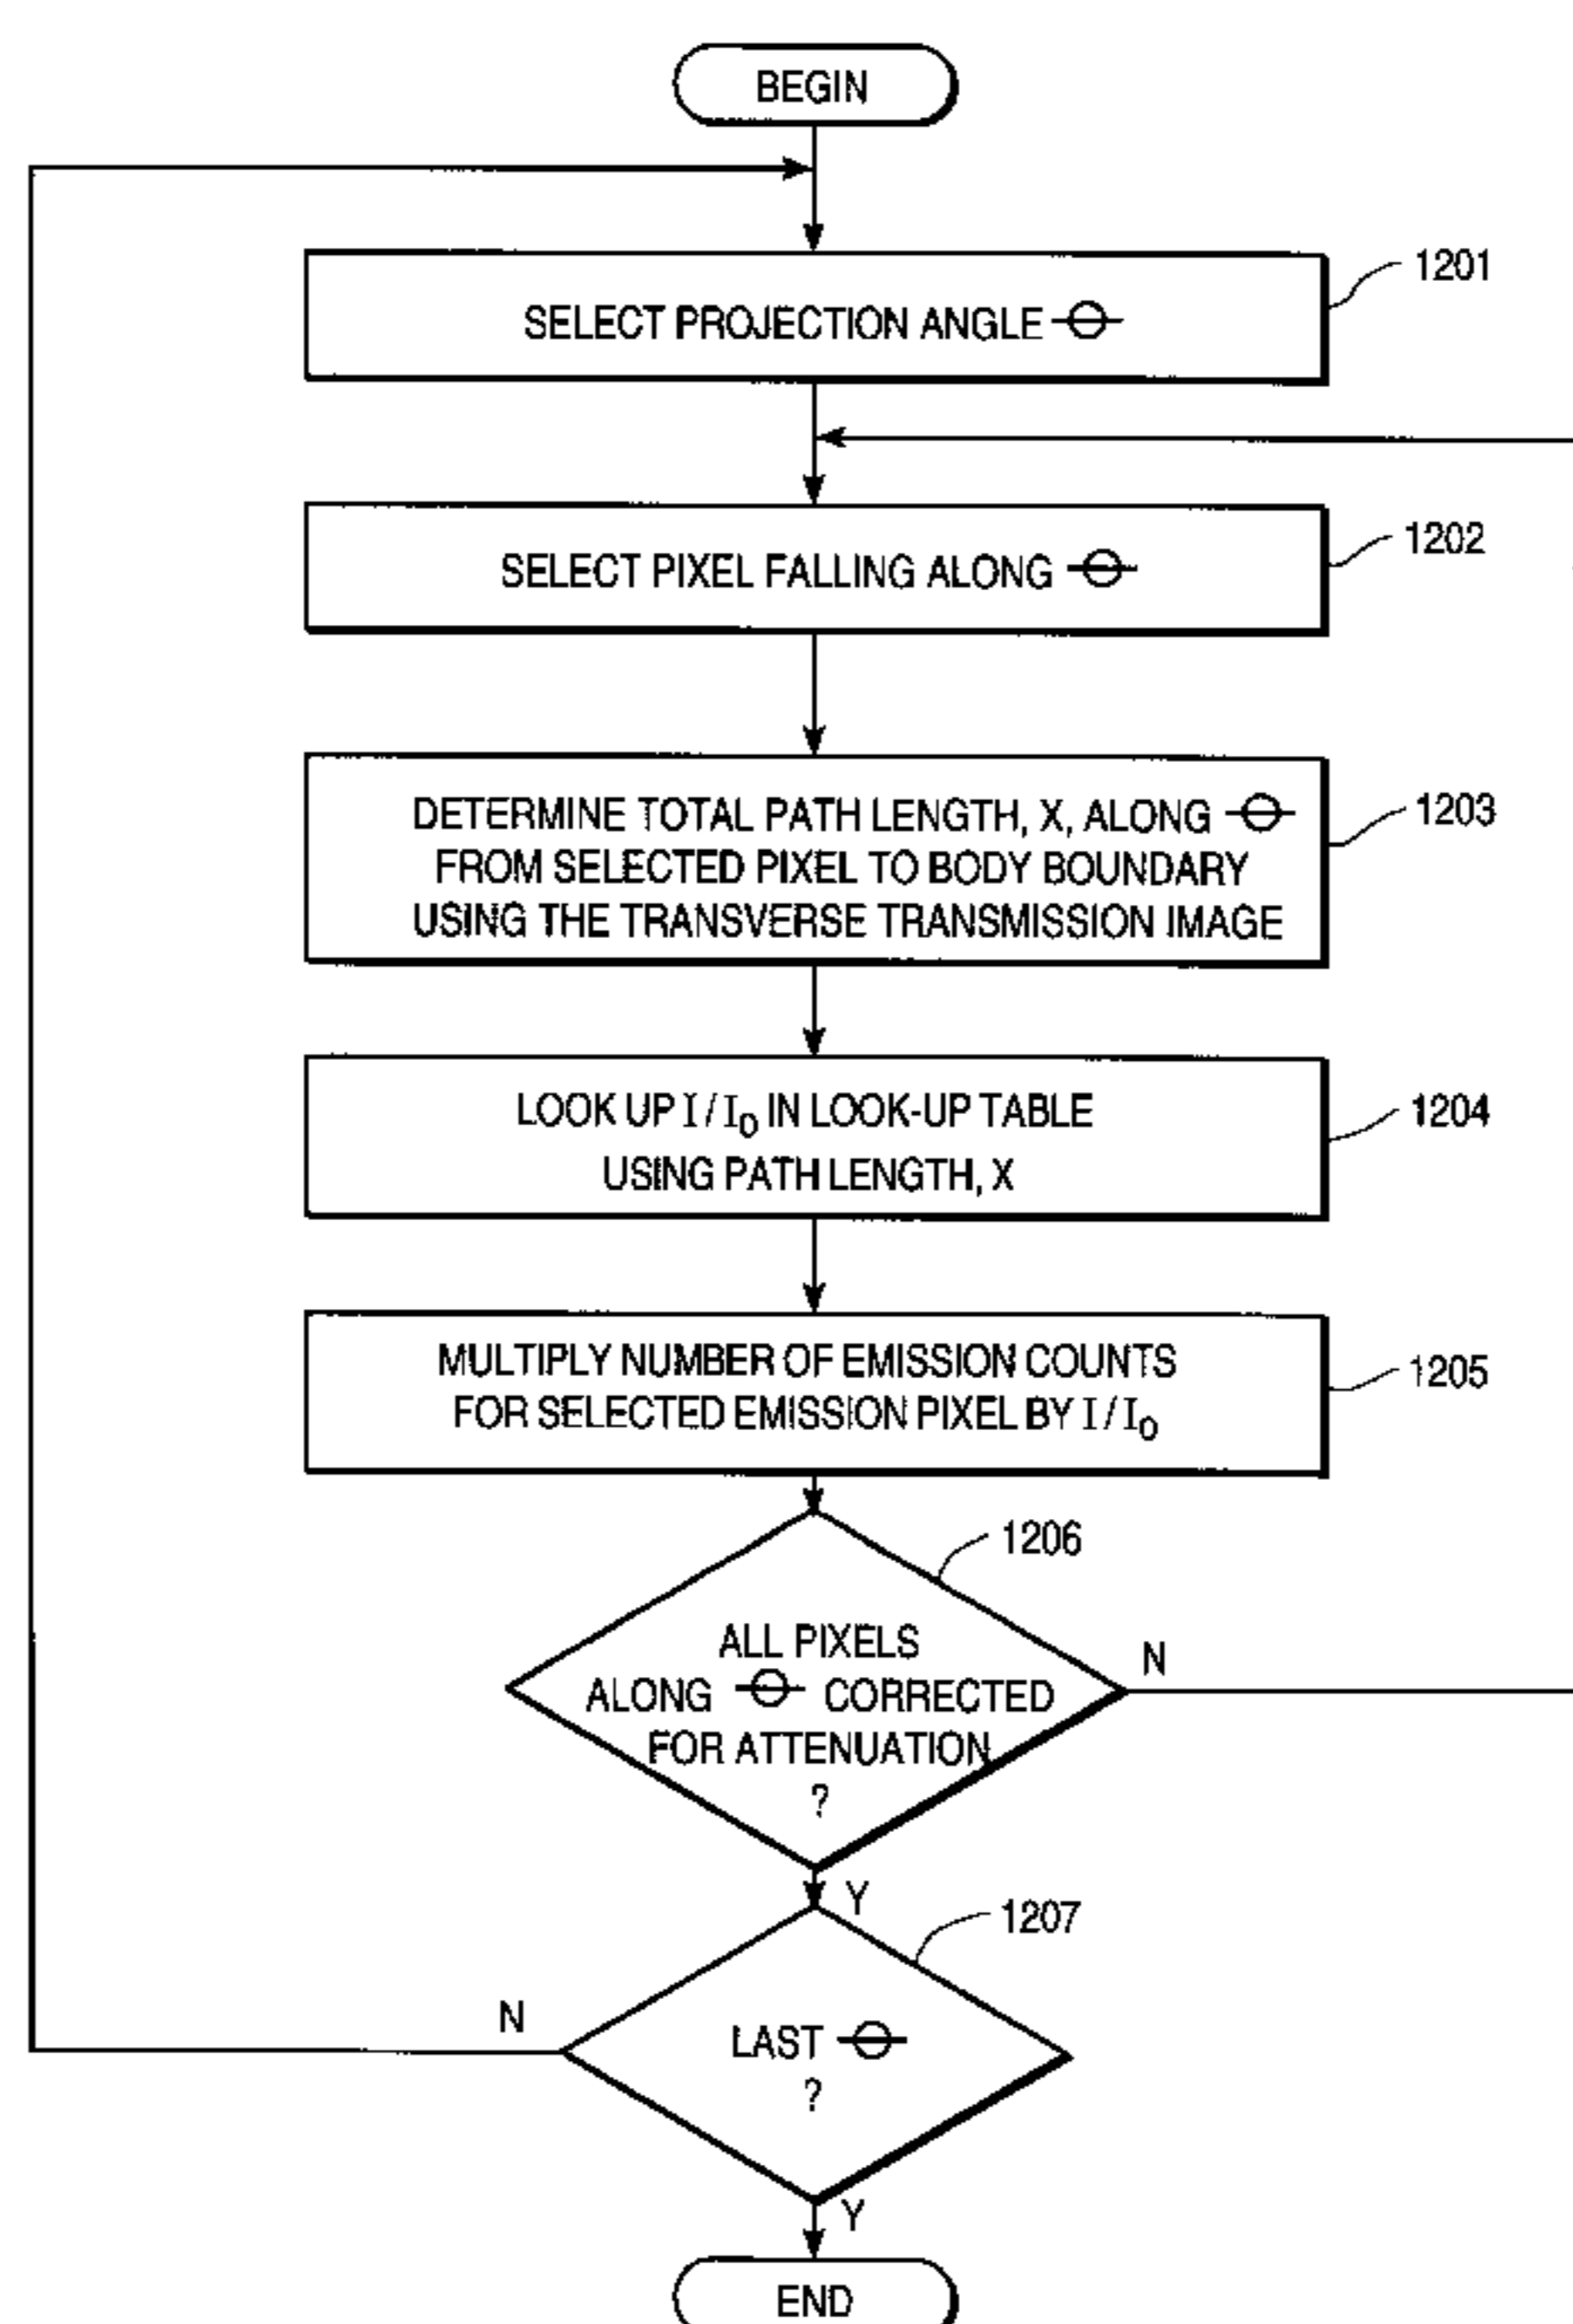 BEGIN
SELECT PROJECTION ANGLE Θ
1201
SELECT PIXEL FALLING ALONG Θ
1202
DETERMINE TOTAL PATH LENGTH, X, ALONG Θ
FROM SELECTED PIXEL TO BODY BOUNDARY
USING THE TRANSVERSE TRANSMISSION IMAGE
1203
LOOK UP I/I₀ IN LOOK-UP TABLE
USING PATH LENGTH, X
1204
MULTIPLY NUMBER OF EMISSION COUNTS
FOR SELECTED EMISSION PIXEL BY I/I₀
1205
1206
ALL PIXELS
ALONG Θ CORRECTED
FOR ATTENUATION
?
N
Y
1207
LAST Θ
?
N
Y
END